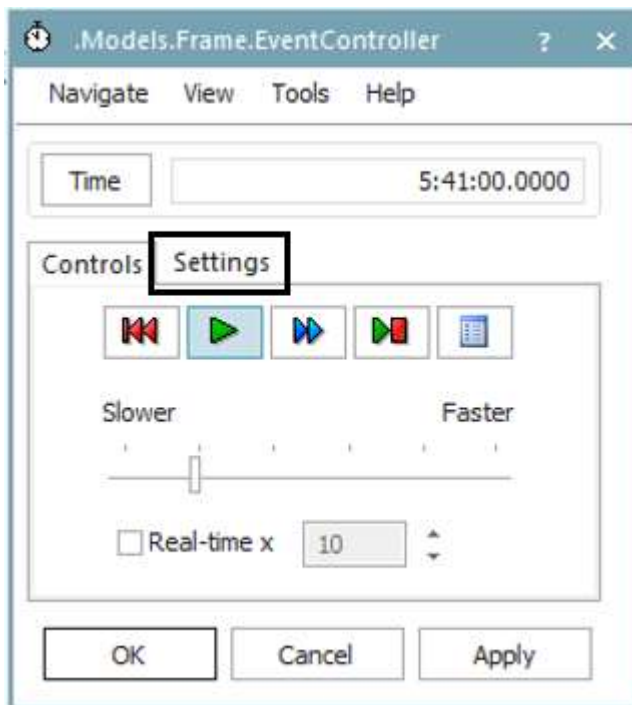 .Models.Frame.EventController ?
Navigate View Tools Help
Time 5:41:00.0000
Controls Settings
Slower Faster
Real-time x 10
OK Cancel Apply